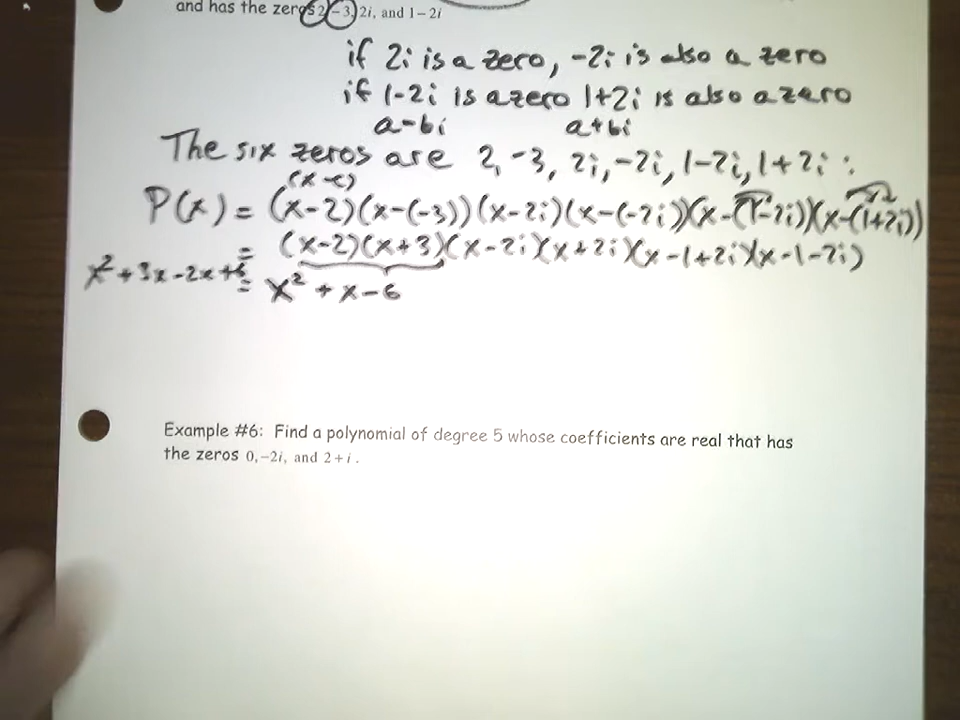 and has the zeros 2, -3, 2i, and 1-2i
if 2i is a zero, -2i is also a zero
if 1-2i is a zero 1+2i is also a zero
a-bi a+bi
The six zeros are 2, -3, 2i, -2i, 1-2i, 1+2i :
(x-c)
P(x) = (x-2)(x-(-3))(x-2i)(x-(-2i))(x-(1-2i))(x-(1+2i))
= (x-2)(x+3)(x-2i)(x+2i)(x-1+2i)(x-1-2i)
x²+3x-2x+6 = x²+x-6
Example #6: Find a polynomial of degree 5 whose coefficients are real that has
the zeros 0, -2i, and 2+i.